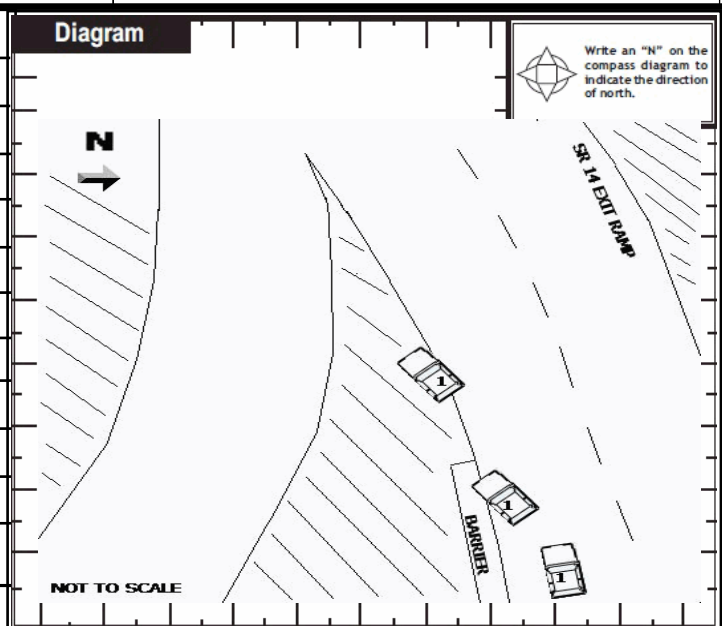 Diagram
Write an “N” on the
compass diagram to
indicate the direction
of north.
N
SR 14 EXIT RAMP
1
1
BARRIER
1
NOT TO SCALE